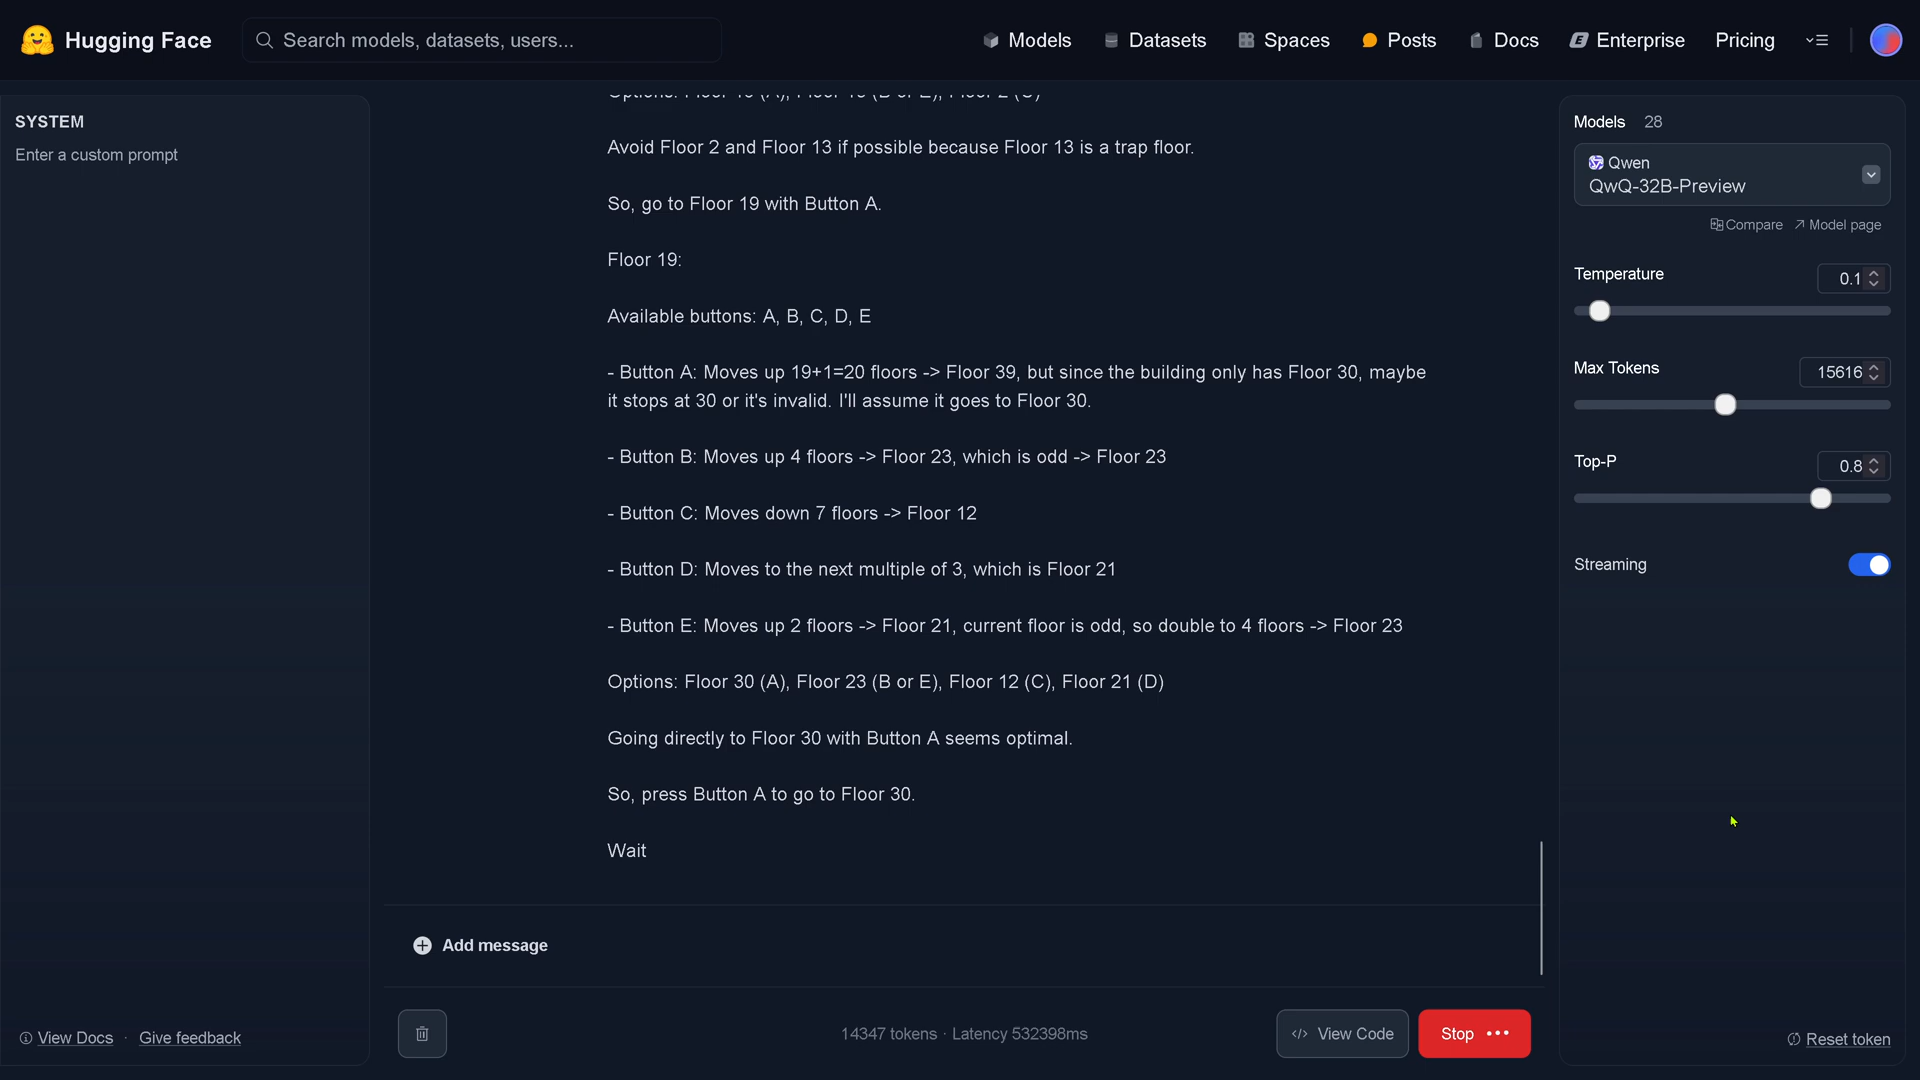 Hugging Face
Search models, datasets, users...
Models
Datasets
Spaces
Posts
Docs
Enterprise
Pricing
SYSTEM
Enter a custom prompt
Avoid Floor 2 and Floor 13 if possible because Floor 13 is a trap floor.
So, go to Floor 19 with Button A.
Floor 19:
Available buttons: A, B, C, D, E
- Button A: Moves up 19+1=20 floors -> Floor 39, but since the building only has Floor 30, maybe
it stops at 30 or it's invalid. I'll assume it goes to Floor 30.
- Button B: Moves up 4 floors -> Floor 23, which is odd -> Floor 23
- Button C: Moves down 7 floors -> Floor 12
- Button D: Moves to the next multiple of 3, which is Floor 21
- Button E: Moves up 2 floors -> Floor 21, current floor is odd, so double to 4 floors -> Floor 23
Options: Floor 30 (A), Floor 23 (B or E), Floor 12 (C), Floor 21 (D)
Going directly to Floor 30 with Button A seems optimal.
So, press Button A to go to Floor 30.
Wait
Add message
View Docs · Give feedback
14347 tokens · Latency 532398ms
View Code
Stop
Models 28
Qwen
QwQ-32B-Preview
Compare
Model page
Temperature 0.1
Max Tokens 15616
Top-P 0.8
Streaming
Reset token